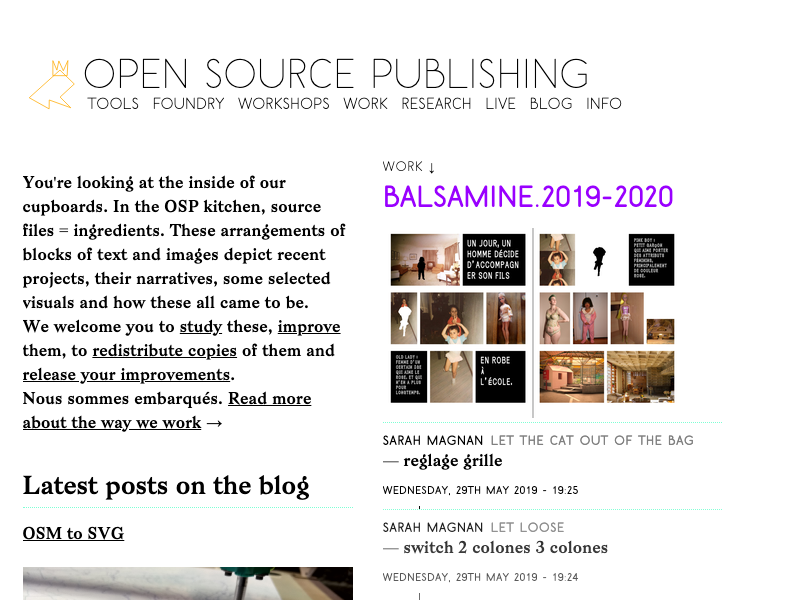 OPEN SOURCE PUBLISHING
TOOLS FOUNDRY WORKSHOPS WORK RESEARCH LIVE BLOG INFO
You're looking at the inside of our
cupboards. In the OSP kitchen, source
files = ingredients. These arrangements of
blocks of text and images depict recent
projects, their narratives, some selected
visuals and how these all came to be.
We welcome you to study these, improve
them, to redistribute copies of them and
release your improvements.
Nous sommes embarqués. Read more
about the way we work →
Latest posts on the blog
OSM to SVG
WORK ↓
BALSAMINE.2019-2020
UN JOUR, UN
HOMME DÉCIDE
D'ACCOMPAGN
ER SON FILS
PINK BOY :
PETIT GARÇON
QUI AIME PORTER
DES ATTRIBUTS
FÉMININS,
PRINCIPALEMENT
DE COULEUR
ROSE.
OLD LADY :
FEMME D'UN
CERTAIN ÂGE
QUI AIME LE
ROSE. ET QUI
N'EN A PLUS
POUR
LONGTEMPS.
EN ROBE
À
L'ÉCOLE.
SARAH MAGNAN LET THE CAT OUT OF THE BAG
— reglage grille
WEDNESDAY, 29TH MAY 2019 - 19:25
SARAH MAGNAN LET LOOSE
— switch 2 colones 3 colones
WEDNESDAY, 29TH MAY 2019 - 19:24